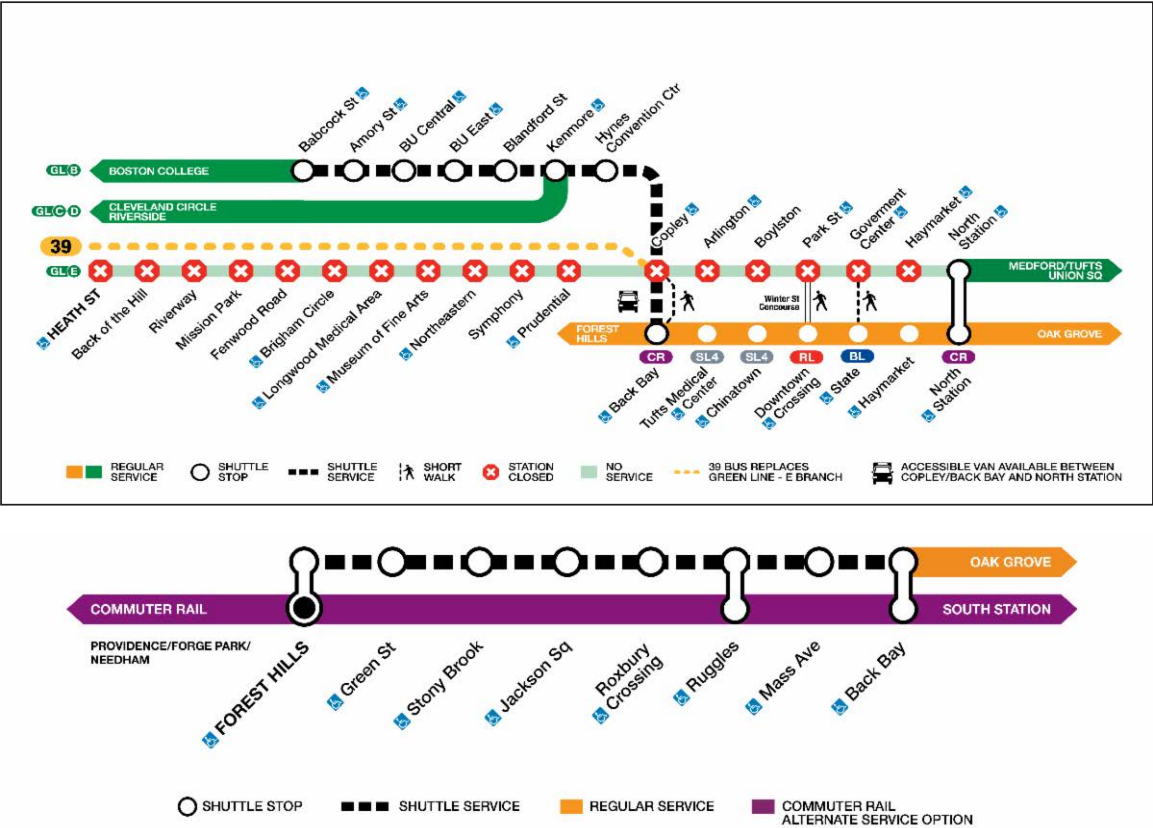 Babcock St
Amory St
BU Central
BU East
Blandford St
Kenmore
Hynes
Convention Ctr
GL B
BOSTON COLLEGE
GL C D
CLEVELAND CIRCLE
RIVERSIDE
Copley
Arlington
Boylston
Park St
Goverment
Center
Haymarket
North
Station
39
GL E
MEDFORD/TUFTS
UNION SQ
HEATH ST
Back of the Hill
Riverway
Mission Park
Fenwood Road
Brigham Circle
Longwood Medical Area
Museum of Fine Arts
Northeastern
Symphony
Prudential
Winter St
Concourse
FOREST
HILLS
OAK GROVE
CR
SL4
SL4
RL
BL
CR
Back Bay
Tufts Medical
Center
Chinatown
Downtown
Crossing
State
Haymarket
North
Station
REGULAR
SERVICE
SHUTTLE
STOP
SHUTTLE
SERVICE
SHORT
WALK
STATION
CLOSED
NO
SERVICE
39 BUS REPLACES
GREEN LINE - E BRANCH
ACCESSIBLE VAN AVAILABLE BETWEEN
COPLEY/BACK BAY AND NORTH STATION
OAK GROVE
COMMUTER RAIL
SOUTH STATION
PROVIDENCE/FORGE PARK/
NEEDHAM
FOREST HILLS
Green St
Stony Brook
Jackson Sq
Roxbury
Crossing
Ruggles
Mass Ave
Back Bay
SHUTTLE STOP
SHUTTLE SERVICE
REGULAR SERVICE
COMMUTER RAIL
ALTERNATE SERVICE OPTION